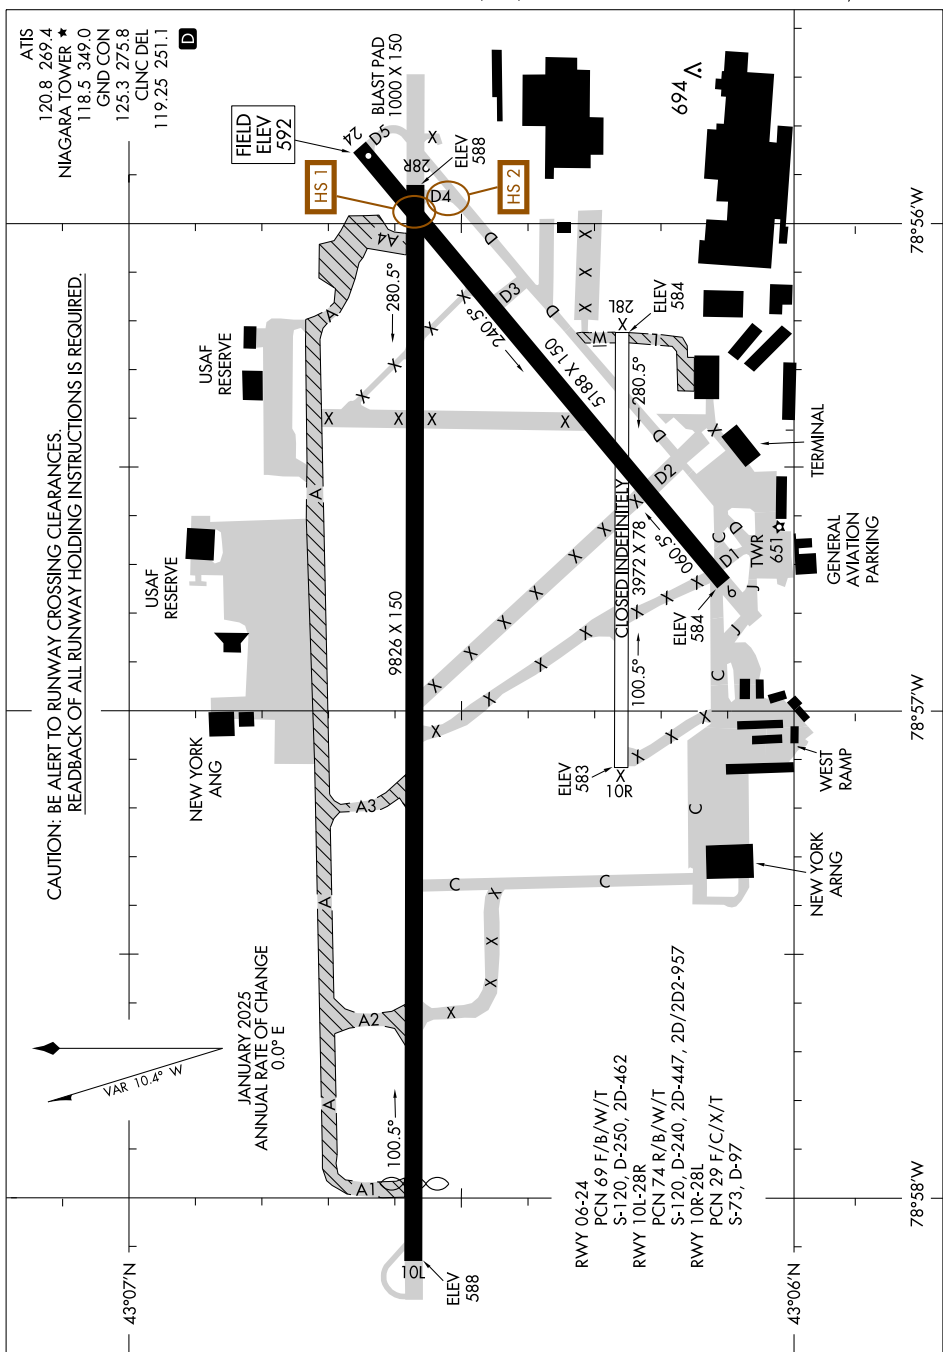 ATIS
120.8 269.4
NIAGARA TOWER ★
118.5 349.0
GND CON
125.3 275.8
CLNC DEL
119.25 251.1
D
CAUTION: BE ALERT TO RUNWAY CROSSING CLEARANCES.
READBACK OF ALL RUNWAY HOLDING INSTRUCTIONS IS REQUIRED.
FIELD
ELEV
592
HS 1
HS 2
BLAST PAD
1000 X 150
24
D5
28R
ELEV
588
D4
X
694
A4
280.5°
240.5°
D
D3
D
X
X
X
X
X
X
X
X
X
X
X
X
A
USAF
RESERVE
5188 X 150
W
L
28L
X
ELEV
584
280.5°
78°56'W
D
X
TERMINAL
A
D2
X
X
X
X
X
X
X
CLOSED INDEFINITELY
3972 X 78
060.5°
C
D
D1
TWR
651
GENERAL
AVIATION
PARKING
USAF
RESERVE
9826 X 150
6
J
J
ELEV
584
X
X
X
X
X
X
X
100.5°
C
78°57'W
NEW YORK
ANG
X
X
X
ELEV
583
X
10R
WEST
RAMP
A3
C
C
C
NEW YORK
ARNG
A
X
X
X
X
A2
JANUARY 2025
ANNUAL RATE OF CHANGE
0.0° E
VAR 10.4° W
A
100.5°
A1
10L
ELEV
588
RWY 06-24
PCN 69 F/B/W/T
S-120, D-250, 2D-462
RWY 10L-28R
PCN 74 R/B/W/T
S-120, D-240, 2D-447, 2D/2D2-957
RWY 10R-28L
PCN 29 F/C/X/T
S-73, D-97
78°58'W
43°07'N
43°06'N